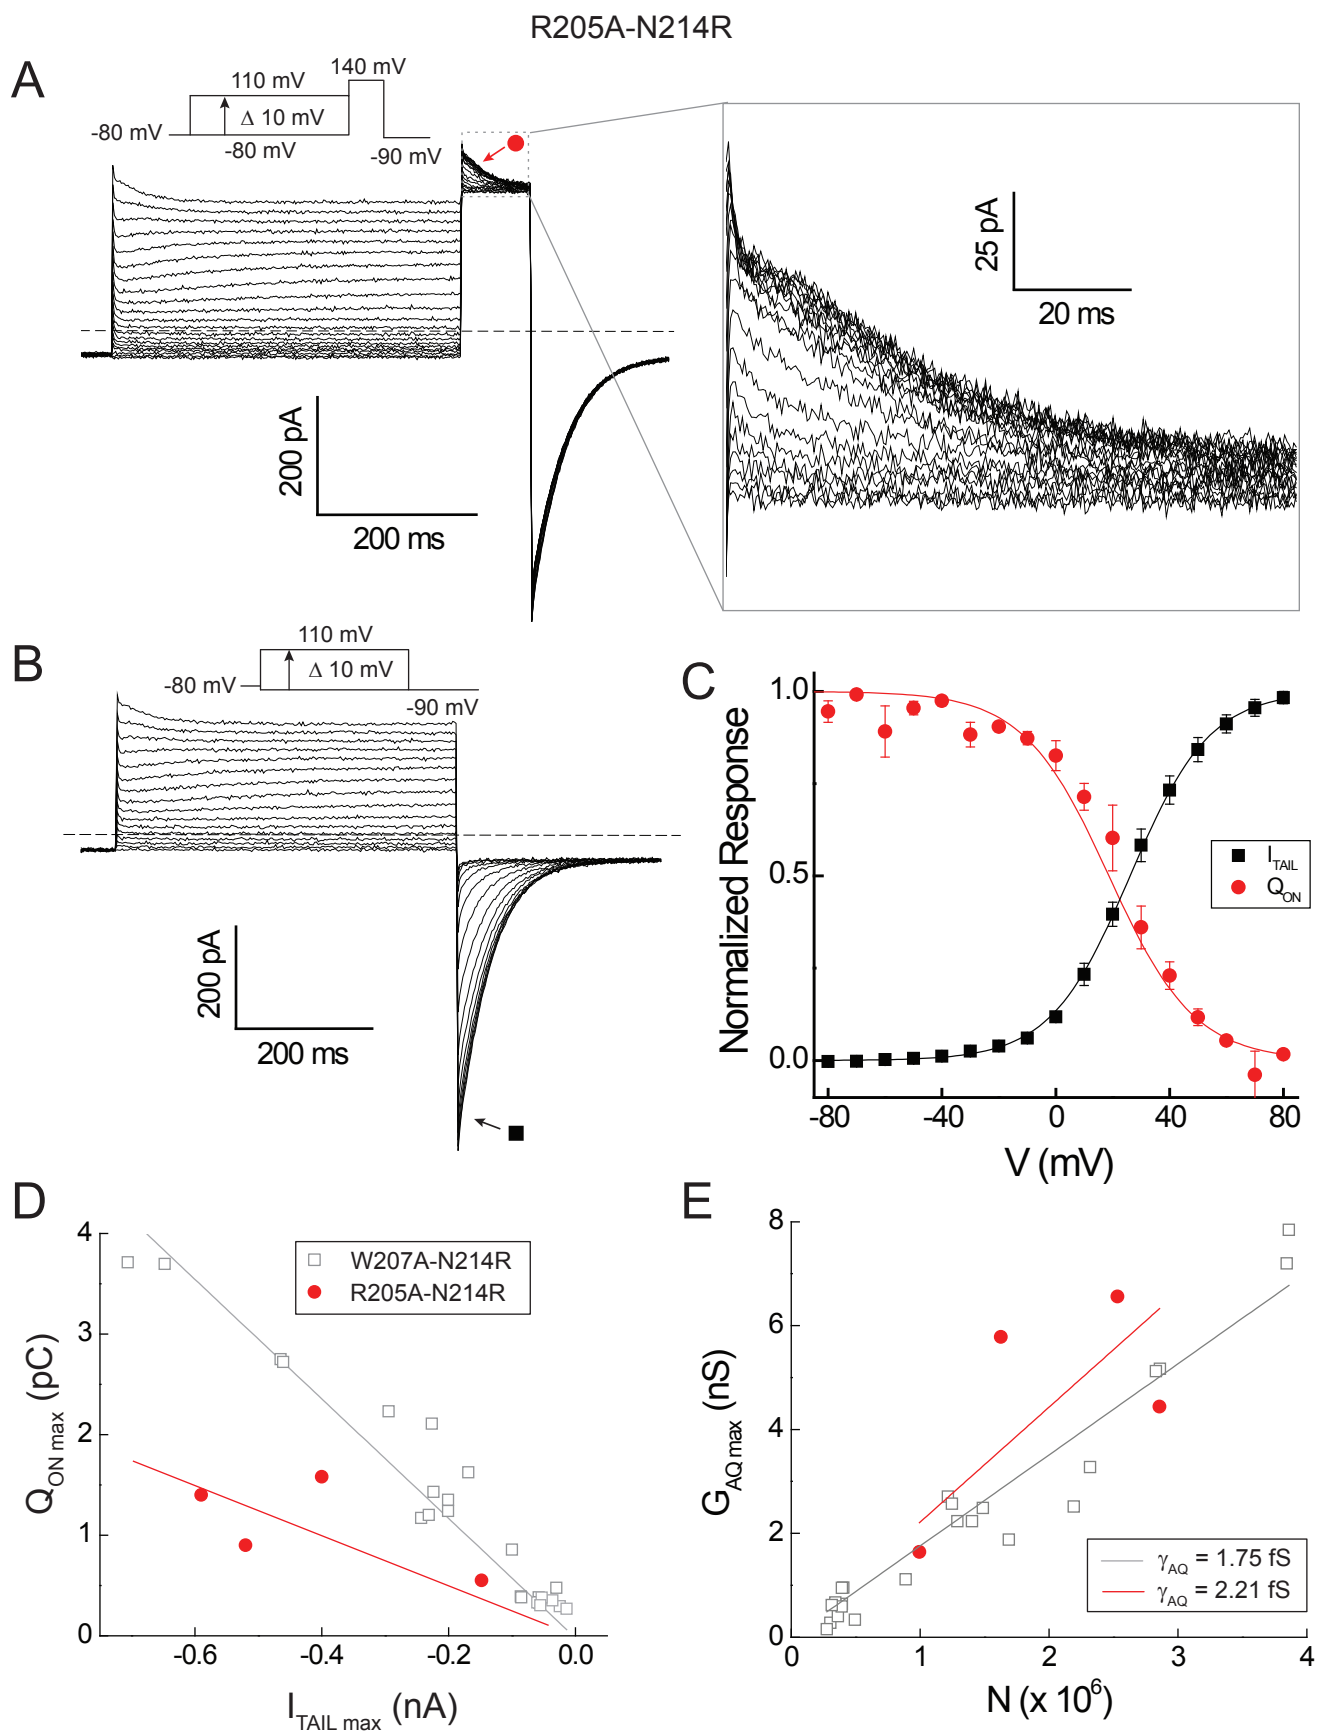 R205A-N214R
A
140 mV
110 mV
Δ 10 mV
-80 mV
-80 mV
-90 mV
25 pA
20 ms
200 pA
200 ms
B
110 mV
Δ 10 mV
-80 mV
-90 mV
200 pA
200 ms
C
Normalized Response
1.0
0.5
0.0
-80
-40
0
40
80
V (mV)
I_TAIL
Q_ON
D
Q_ON max (pC)
4
3
2
1
0
-0.6
-0.4
-0.2
0.0
I_TAIL max (nA)
W207A-N214R
R205A-N214R
E
G_AQ max (nS)
8
6
4
2
0
0
1
2
3
4
N (x 10^6)
γ_AQ = 1.75 fS
γ_AQ = 2.21 fS